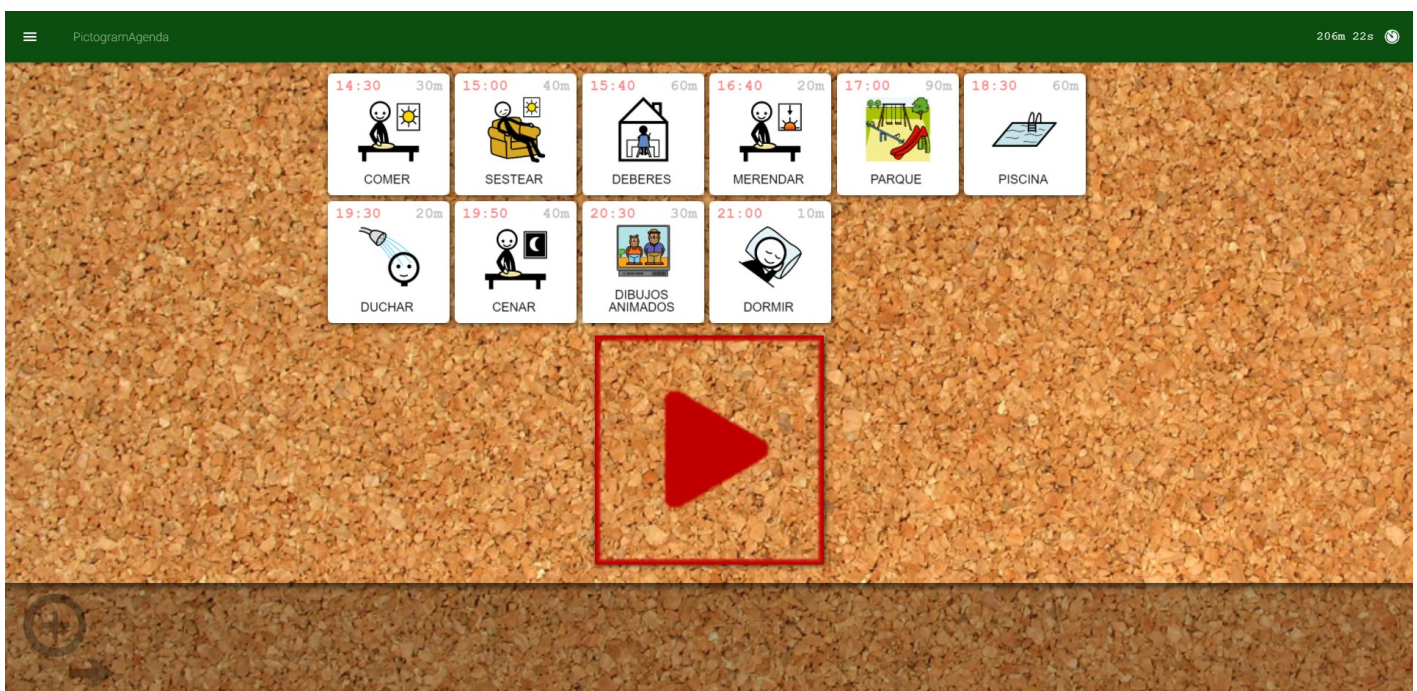 PictogramAgenda
206m 22s
14:30 30m
COMER
15:00 40m
SESTEAR
15:40 60m
DEBERES
16:40 20m
MERENDAR
17:00 90m
PARQUE
18:30 60m
PISCINA
19:30 20m
DUCHAR
19:50 40m
CENAR
20:30 30m
DIBUJOS
ANIMADOS
21:00 10m
DORMIR